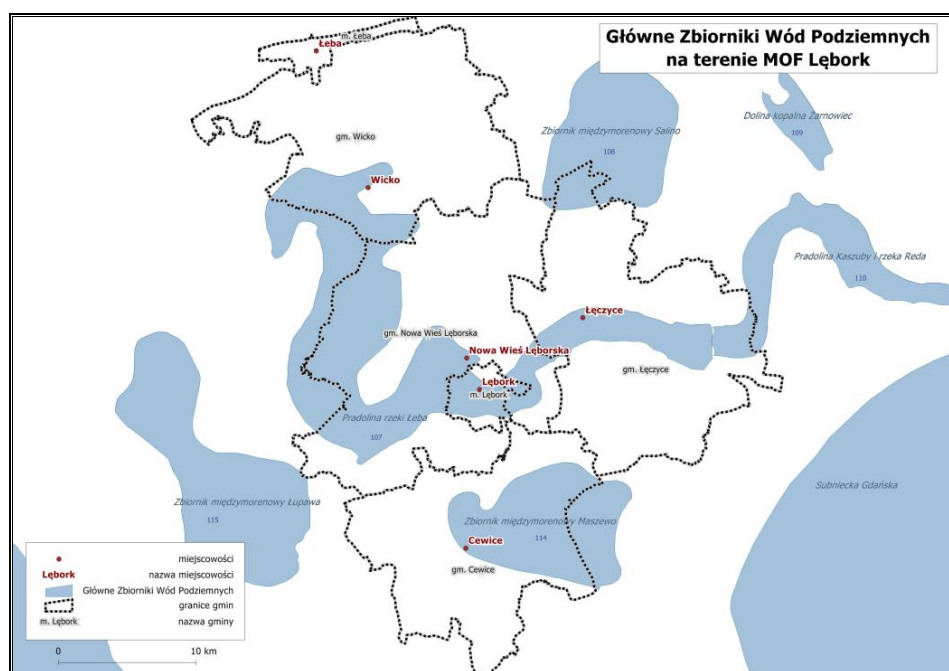 Główne Zbiorniki Wód Podziemnych
na terenie MOF Lębork
m. Łeba
Łeba
gm. Wicko
Wicko
Zbiornik międzymorenowy Salino
108
Dolina kopalna Żarnowiec
109
Pradolina Kaszuby i rzeka Reda
110
Łęczyce
gm. Nowa Wieś Lęborska
Nowa Wieś Lęborska
gm. Łęczyce
Lębork
m. Lębork
Pradolina rzeki Łeba
107
Subniecka Gdańska
Zbiornik międzymorenowy Łupawa
115
Zbiornik międzymorenowy Maszewo
114
Cewice
gm. Cewice
miejscowości
Lębork nazwa miejscowości
Główne Zbiorniki Wód Podziemnych
granice gmin
m. Lębork nazwa gminy
0 10 km